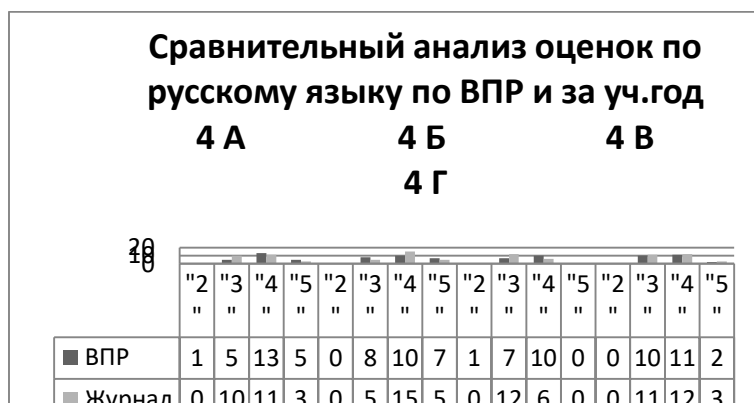 Сравнительный анализ оценок по
русскому языку по ВПР и за уч.год
4 А 4 Б 4 В
4 Г
20
10
0
"2" "3" "4" "5" "2" "3" "4" "5" "2" "3" "4" "5" "2" "3" "4" "5"
ВПР 1 5 13 5 0 8 10 7 1 7 10 0 0 10 11 2
Журнал 0 10 11 3 0 5 15 5 0 12 6 0 0 11 12 3